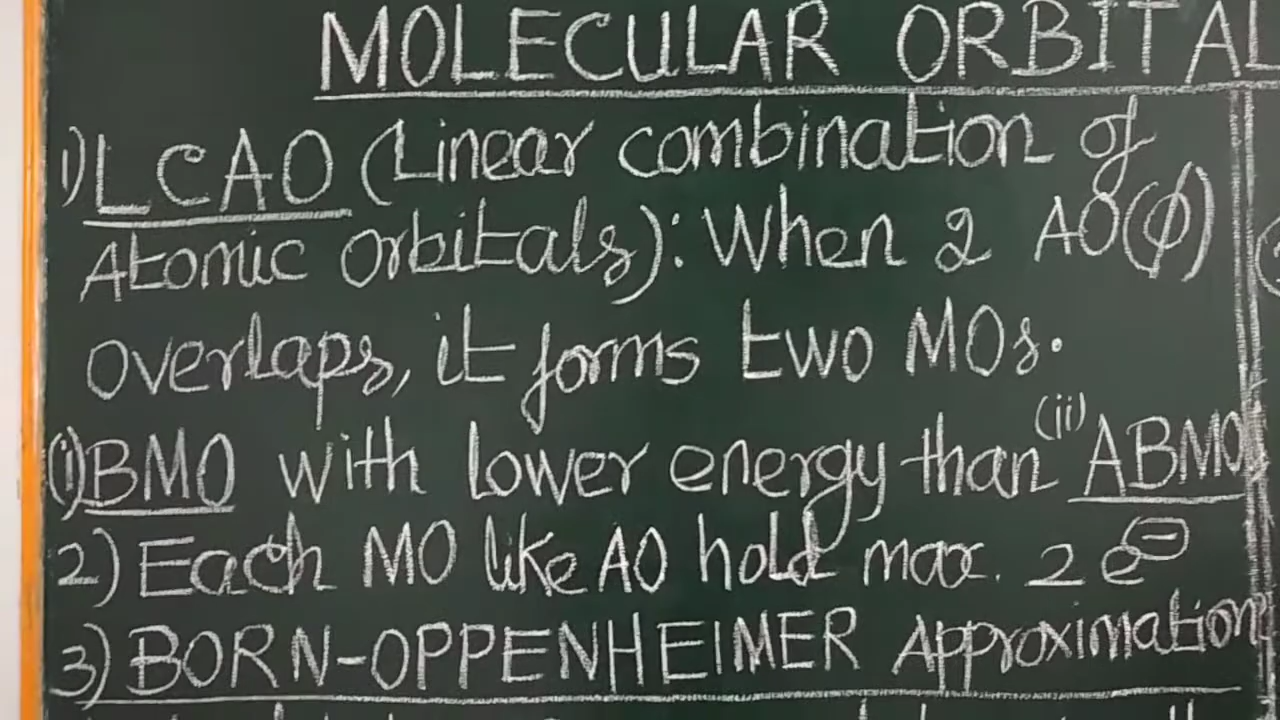 MOLECULAR ORBITAL
1) LCAO (Linear combination of
Atomic orbitals): When 2 AO(ϕ)
overlaps, it forms two MOs.
(i) BMO with lower energy than (ii) ABMO
2) Each MO like AO hold max. 2 e⊖
3) BORN-OPPENHEIMER Approximation